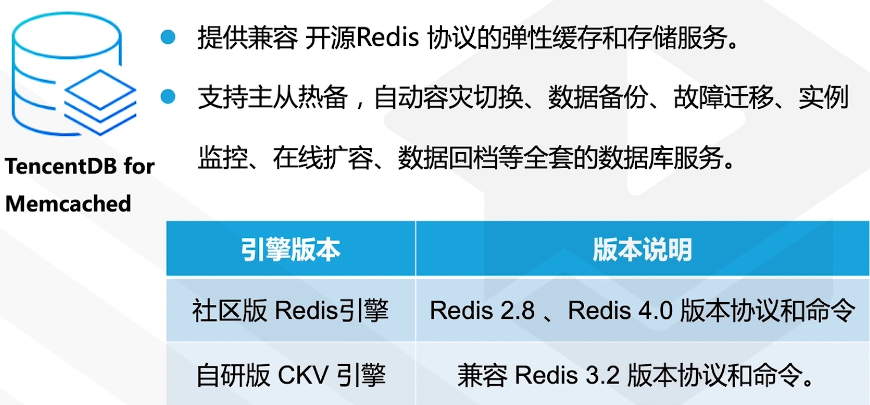 提供兼容 开源Redis 协议的弹性缓存和存储服务。
支持主从热备，自动容灾切换、数据备份、故障迁移、实例
监控、在线扩容、数据回档等全套的数据库服务。
TencentDB for
Memcached
引擎版本 版本说明
社区版 Redis引擎 Redis 2.8 、Redis 4.0 版本协议和命令
自研版 CKV 引擎 兼容 Redis 3.2 版本协议和命令。